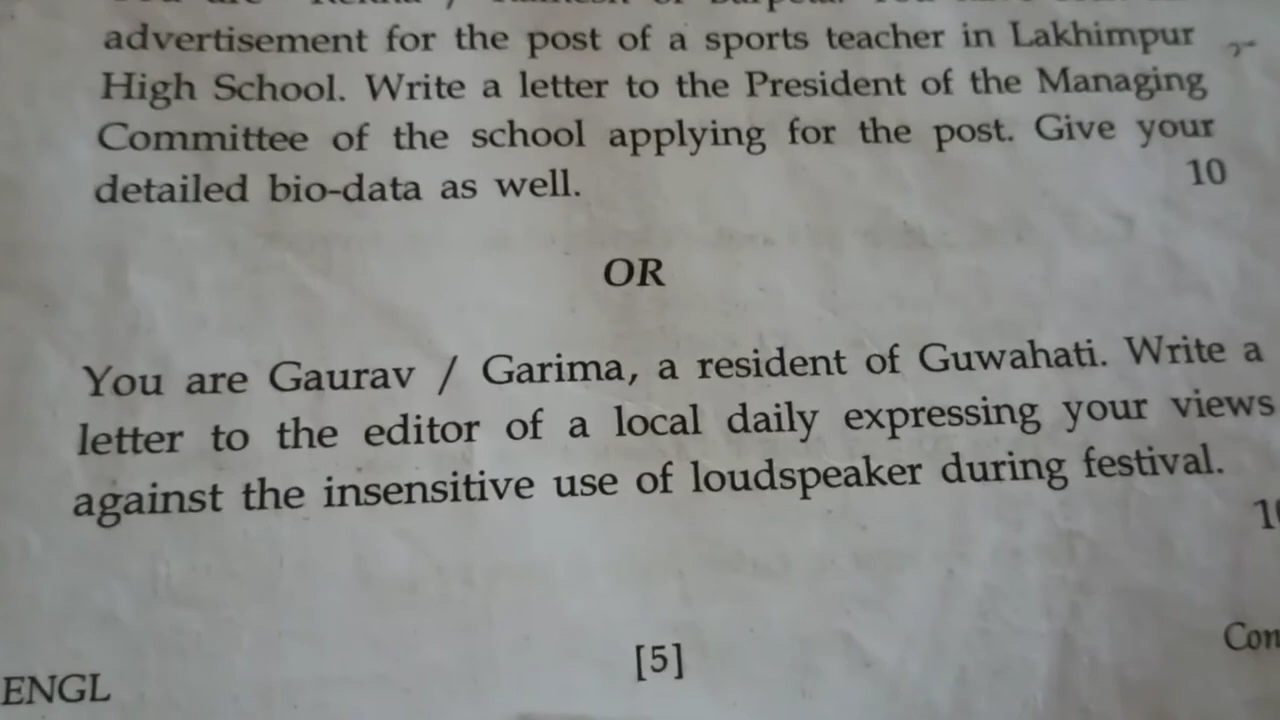 advertisement for the post of a sports teacher in Lakhimpur
High School. Write a letter to the President of the Managing
Committee of the school applying for the post. Give your
detailed bio-data as well.
10
OR
You are Gaurav / Garima, a resident of Guwahati. Write a
letter to the editor of a local daily expressing your views
against the insensitive use of loudspeaker during festival.
[5]
ENGL